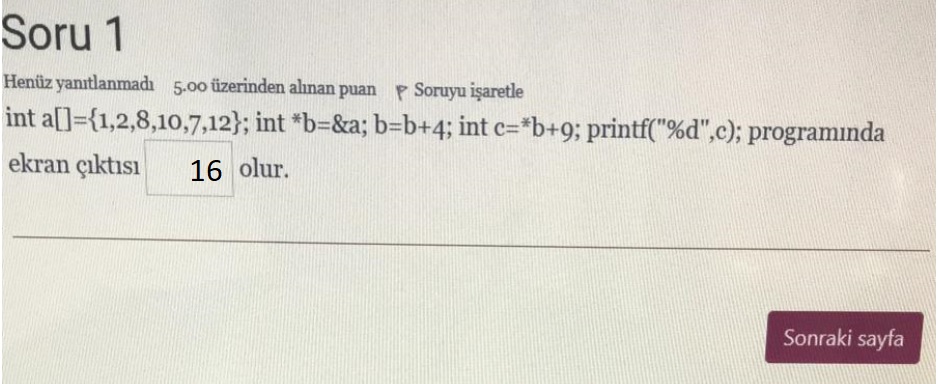 Soru 1
Henüz yanıtlanmadı 5.00 üzerinden alınan puan Soruyu işaretle
int a[]={1,2,8,10,7,12}; int *b=&a; b=b+4; int c=*b+9; printf("%d",c); programında
ekran çıktısı 16 olur.
Sonraki sayfa